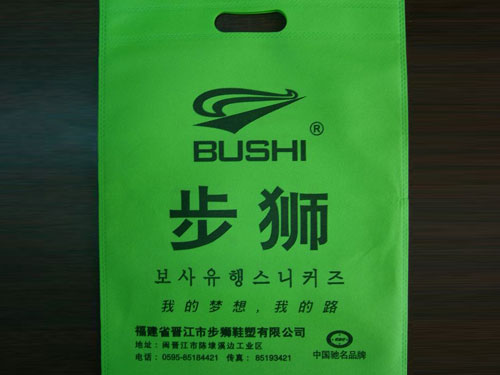 ®
BUSHI
步狮
보사유행스니커즈
我的梦想，我的路
福建省晋江市步狮鞋塑有限公司
地址：闽晋江市陈埭溪边工业区
电话：0595-85184421 传真：85193421
中国驰名品牌